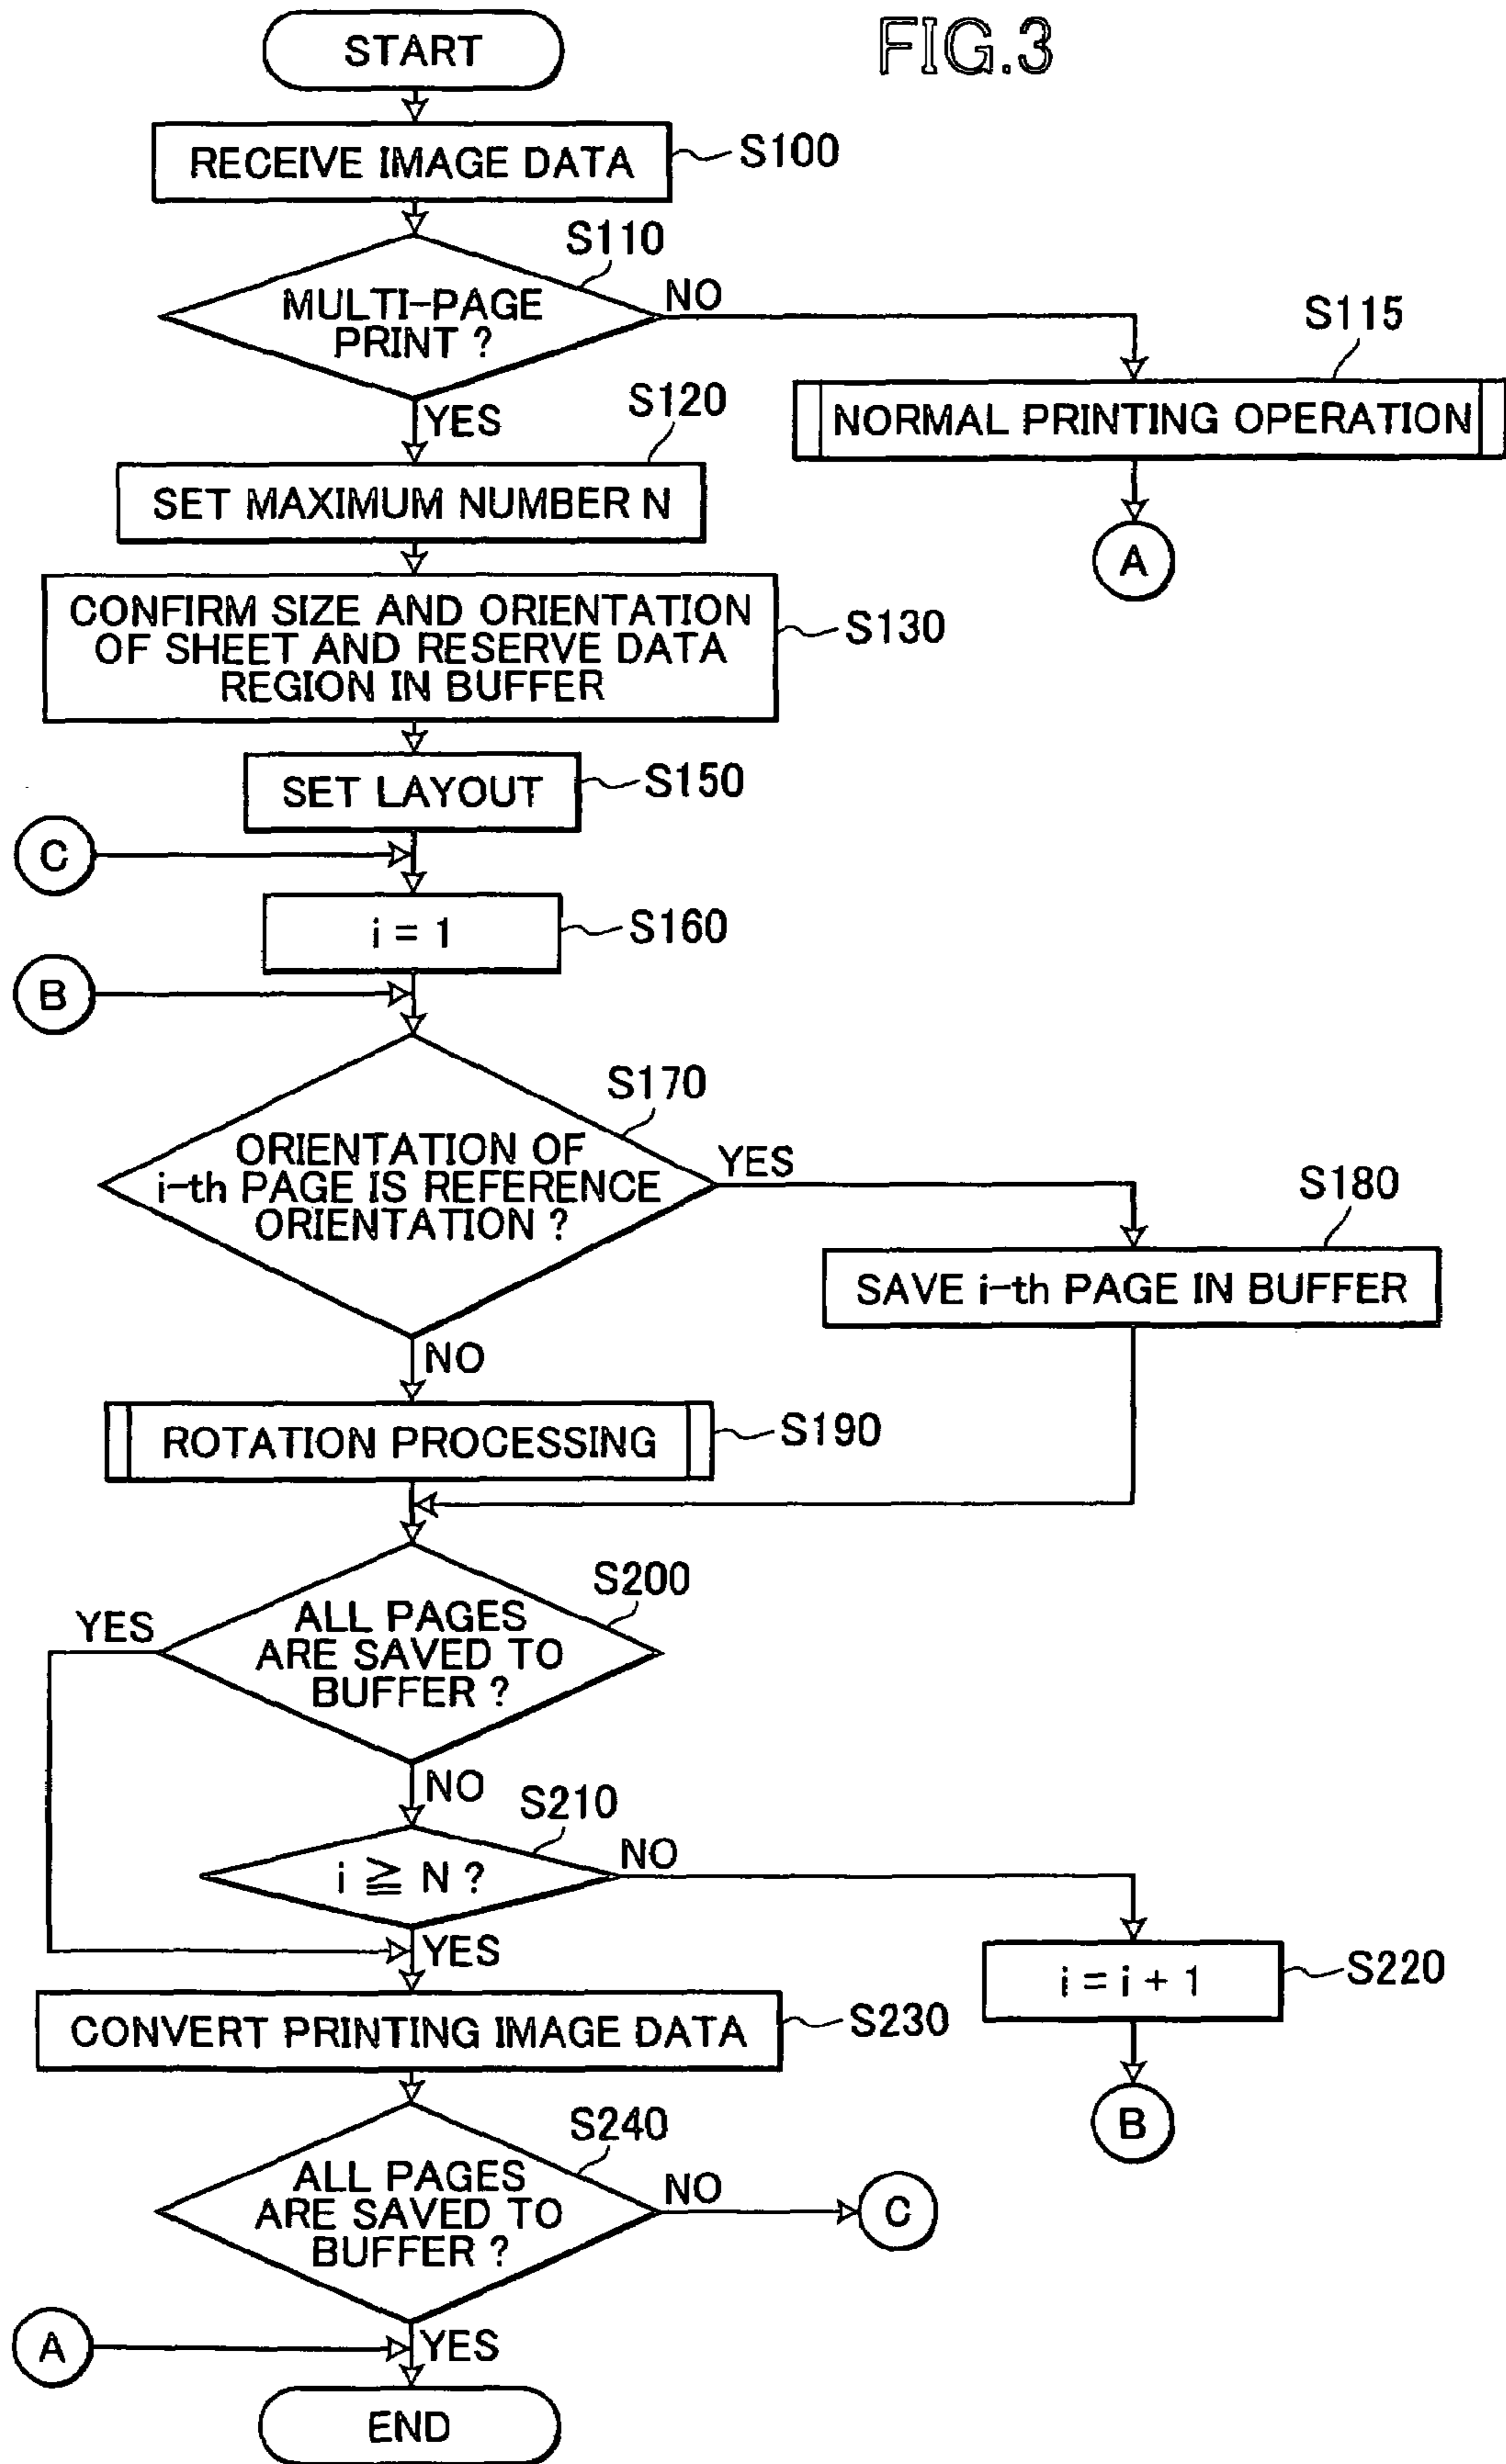 FIG.3
START
RECEIVE IMAGE DATA
S100
S110
MULTI-PAGE
PRINT ?
NO
YES
S115
NORMAL PRINTING OPERATION
A
S120
SET MAXIMUM NUMBER N
CONFIRM SIZE AND ORIENTATION
OF SHEET AND RESERVE DATA
REGION IN BUFFER
S130
SET LAYOUT
S150
C
i = 1
S160
B
S170
ORIENTATION OF
i-th PAGE IS REFERENCE
ORIENTATION ?
YES
NO
S180
SAVE i-th PAGE IN BUFFER
ROTATION PROCESSING
S190
S200
ALL PAGES
ARE SAVED TO
BUFFER ?
YES
NO
S210
i ≧ N ?
NO
YES
i = i + 1
S220
B
CONVERT PRINTING IMAGE DATA
S230
S240
ALL PAGES
ARE SAVED TO
BUFFER ?
NO
C
A
YES
END